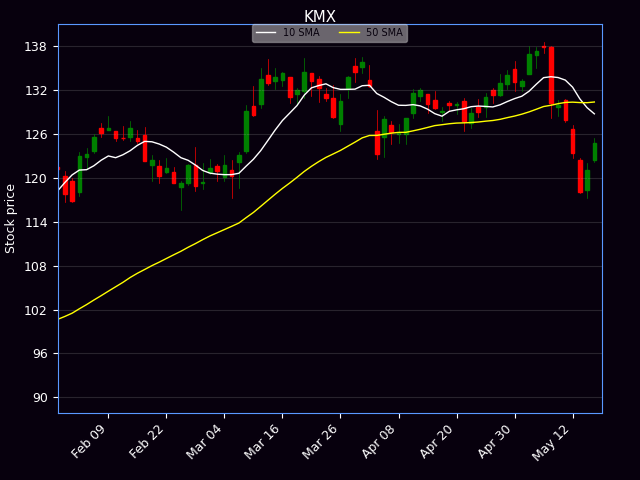 KMX
10 SMA
50 SMA
Stock price
138
132
126
120
114
108
102
96
90
Feb 09
Feb 22
Mar 04
Mar 16
Mar 26
Apr 08
Apr 20
Apr 30
May 12